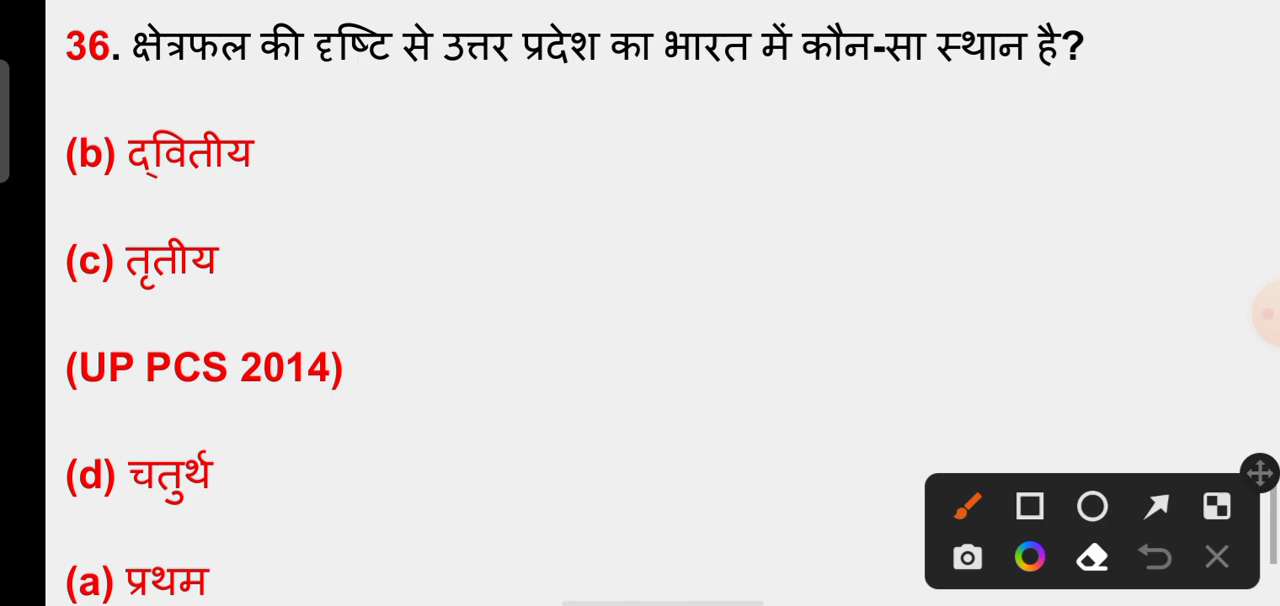 36. क्षेत्रफल की दृष्टि से उत्तर प्रदेश का भारत में कौन-सा स्थान है?
(b) द्वितीय
(c) तृतीय
(UP PCS 2014)
(d) चतुर्थ
(a) प्रथम